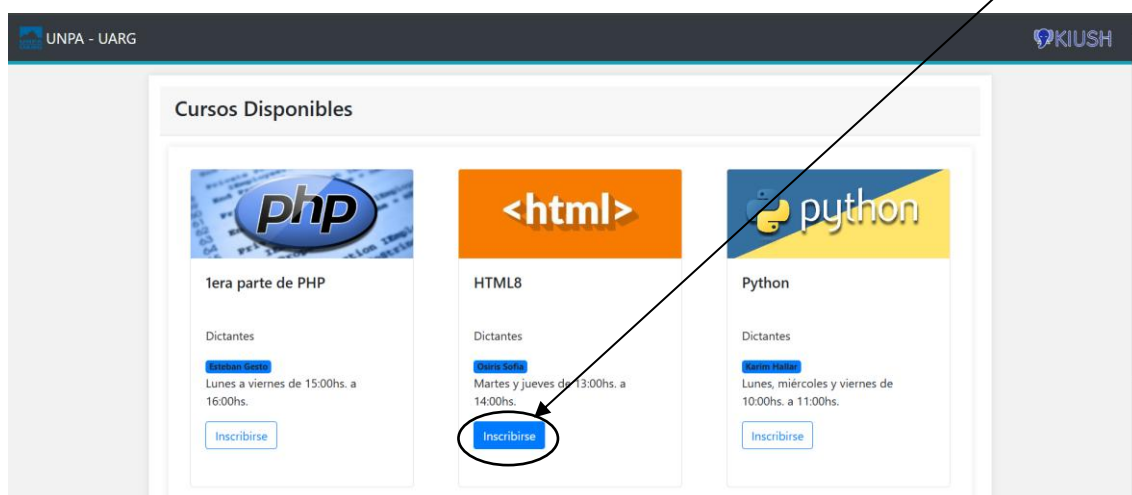 UNPA - UARG
KIUSH
Cursos Disponibles
php
<html>
python
1era parte de PHP
HTML8
Python
Dictantes
Dictantes
Dictantes
Esteban Gesto
Osiris Sofia
Karim Hallar
Lunes a viernes de 15:00hs. a
16:00hs.
Martes y jueves de 13:00hs. a
14:00hs.
Lunes, miércoles y viernes de
10:00hs. a 11:00hs.
Inscribirse
Inscribirse
Inscribirse